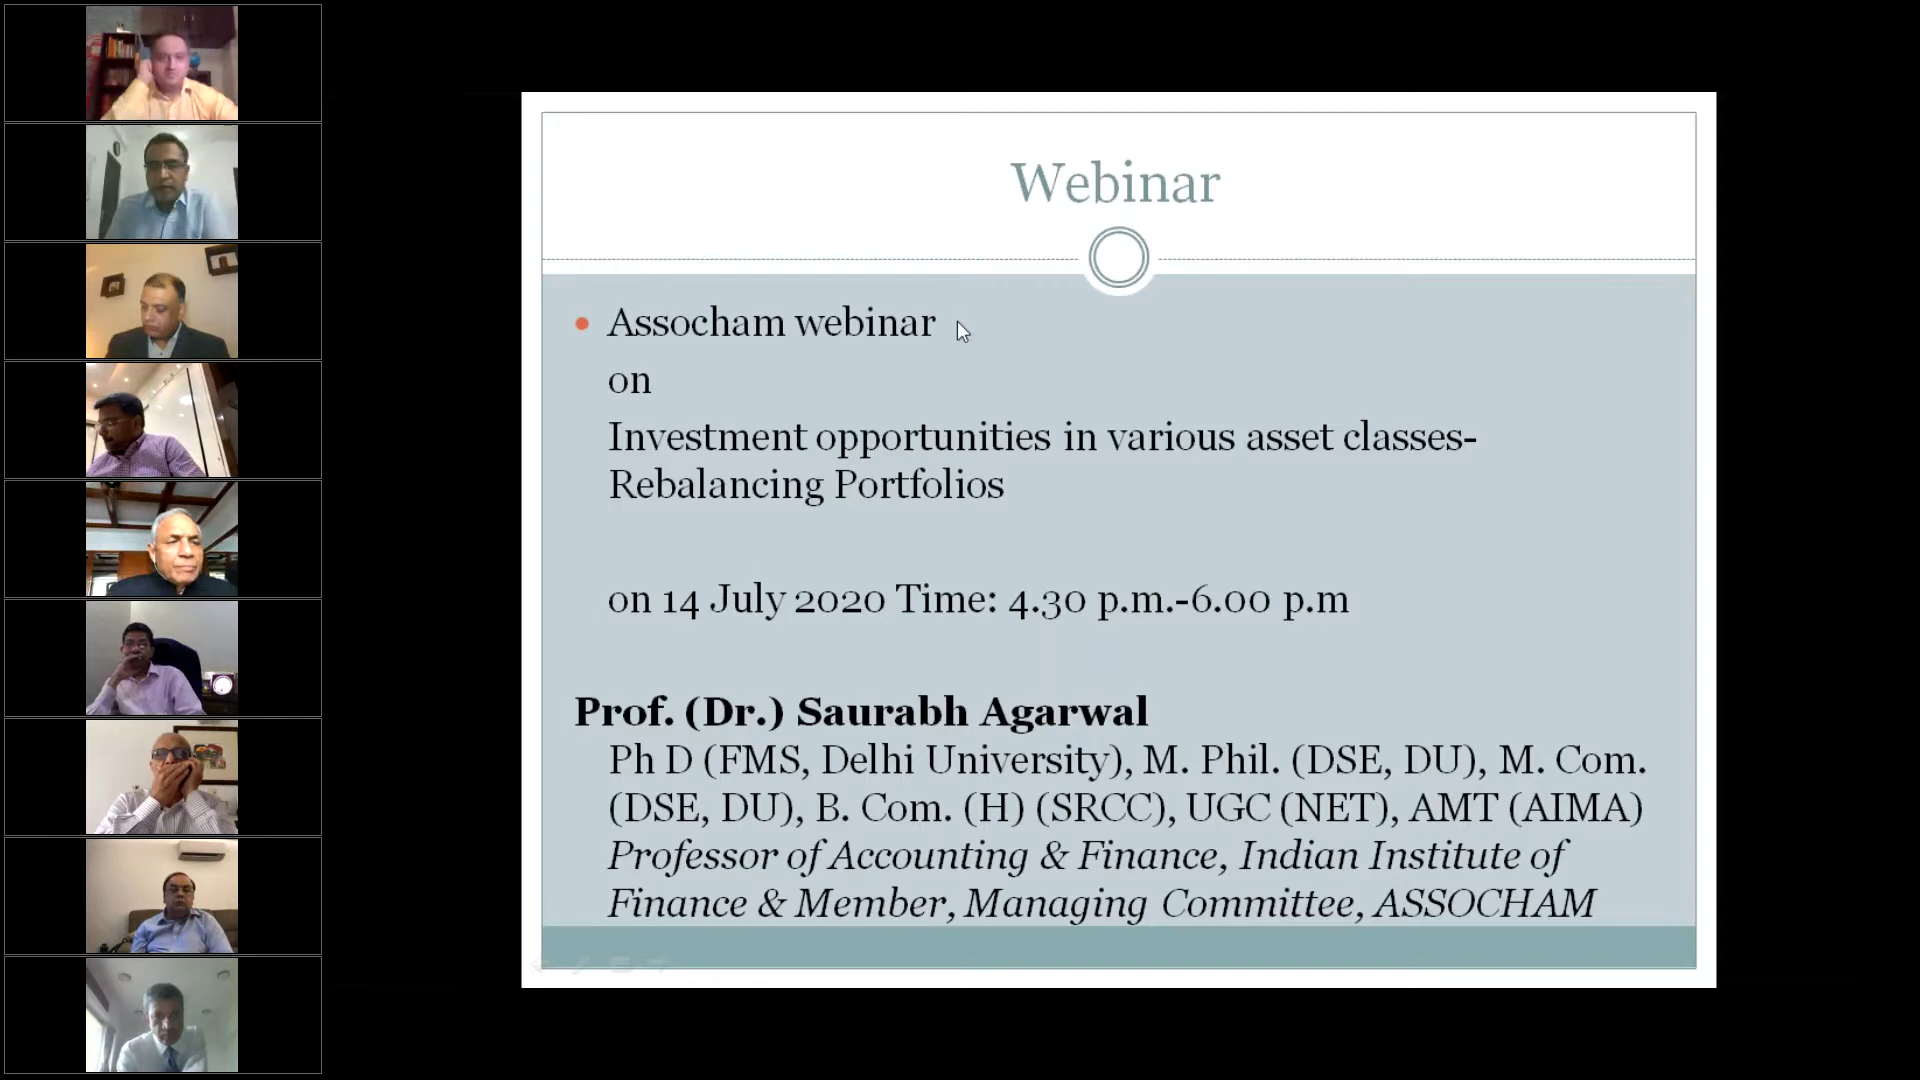 Webinar
Assocham webinar
on
Investment opportunities in various asset classes-
Rebalancing Portfolios
on 14 July 2020 Time: 4.30 p.m.-6.00 p.m
Prof. (Dr.) Saurabh Agarwal
Ph D (FMS, Delhi University), M. Phil. (DSE, DU), M. Com.
(DSE, DU), B. Com. (H) (SRCC), UGC (NET), AMT (AIMA)
Professor of Accounting & Finance, Indian Institute of
Finance & Member, Managing Committee, ASSOCHAM